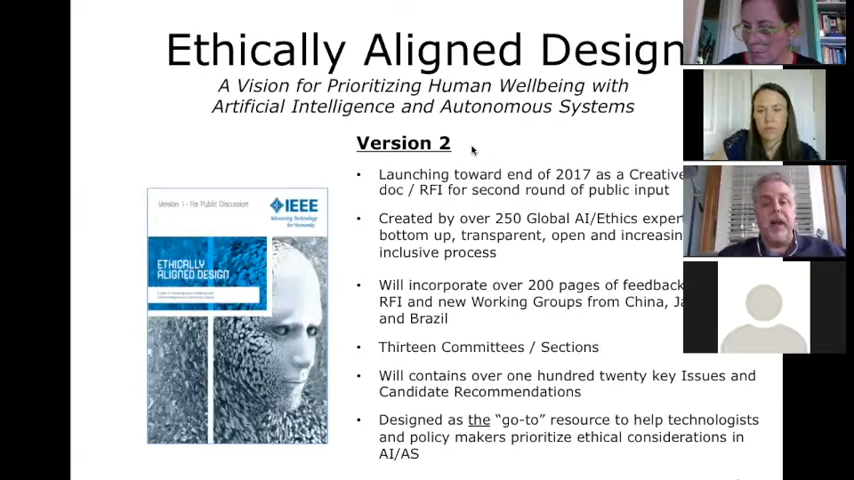 Ethically Aligned Design
A Vision for Prioritizing Human Wellbeing with
Artificial Intelligence and Autonomous Systems
Version 2
• Launching toward end of 2017 as a Creative
doc / RFI for second round of public input
• Created by over 250 Global AI/Ethics
bottom up, transparent, open and
inclusive process
• Will incorporate over 200 pages of feedback
RFI and new Working Groups from China,
and Brazil
• Thirteen Committees / Sections
• Will contains over one hundred twenty key Issues and
Candidate Recommendations
• Designed as the “go-to” resource to help technologists
and policy makers prioritize ethical considerations in
AI/AS
Version 1 - For Public Discussion
IEEE
Advancing Technology
for Humanity
ETHICALLY
ALIGNED DESIGN